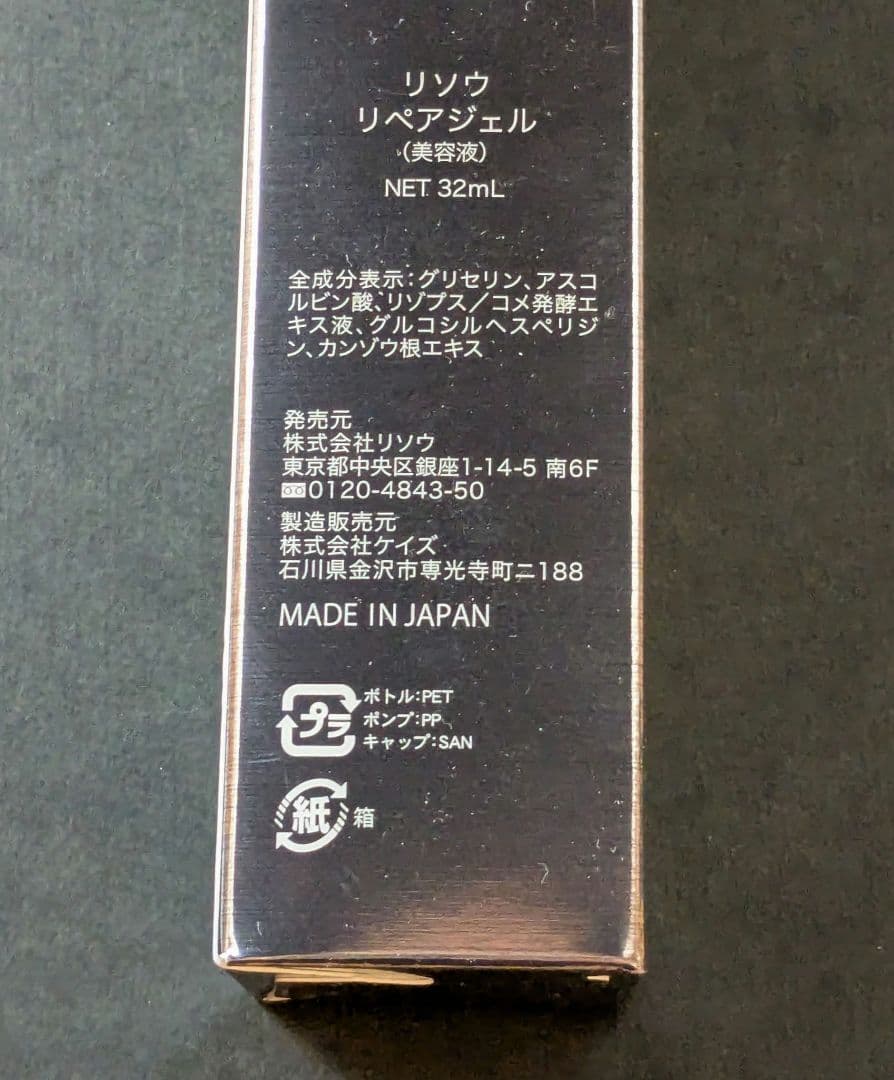 リソウ
リペアジェル
(美容液)
NET 32mL
全成分表示:グリセリン、アスコ
ルビン酸、リゾプス/コメ発酵エ
キス液、グルコシルヘスペリジ
ン、カンゾウ根エキス
発売元
株式会社リソウ
東京都中央区銀座1-14-5 南6F
0120-4843-50
製造販売元
株式会社ケイズ
石川県金沢市専光寺町ニ188
MADE IN JAPAN
プラ
ボトル:PET
ポンプ:PP
キャップ:SAN
紙 箱